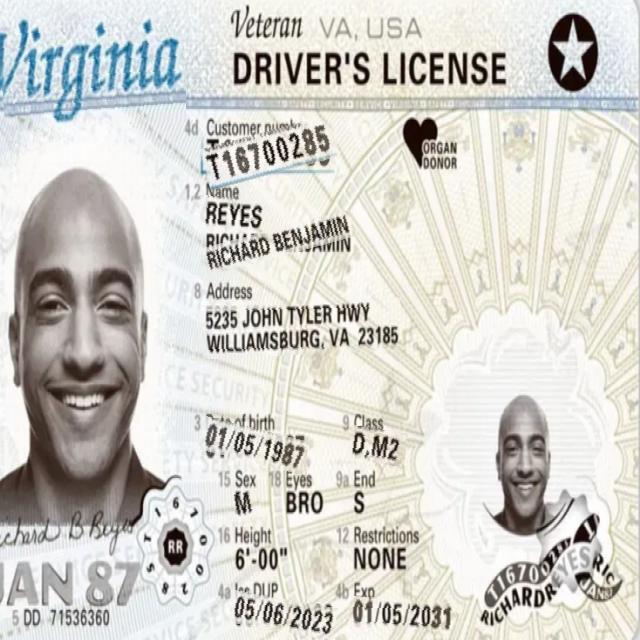 Virginia
Veteran VA, USA
DRIVER'S LICENSE
4d Customer number
T16700285
ORGAN
DONOR
1,2 Name
REYES
RICHARD BENJAMIN
8 Address
5235 JOHN TYLER HWY
WILLIAMSBURG, VA 23185
3 Date of birth
01/05/1987
9 Class
D,M2
15 Sex
M
18 Eyes
BRO
9a End
S
16 Height
6'-00"
12 Restrictions
NONE
4a Iss DUP
05/06/2023
4b Exp
01/05/2031
JAN 87
5 DD 71536360
RR